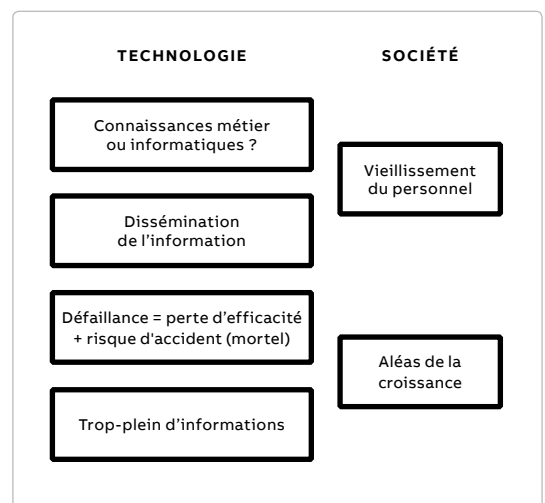 TECHNOLOGIE
Connaissances métier
ou informatiques ?
Dissémination
de l’information
Défaillance = perte d’efficacité
+ risque d'accident (mortel)
Trop-plein d’informations
SOCIÉTÉ
Vieillissement
du personnel
Aléas de la
croissance